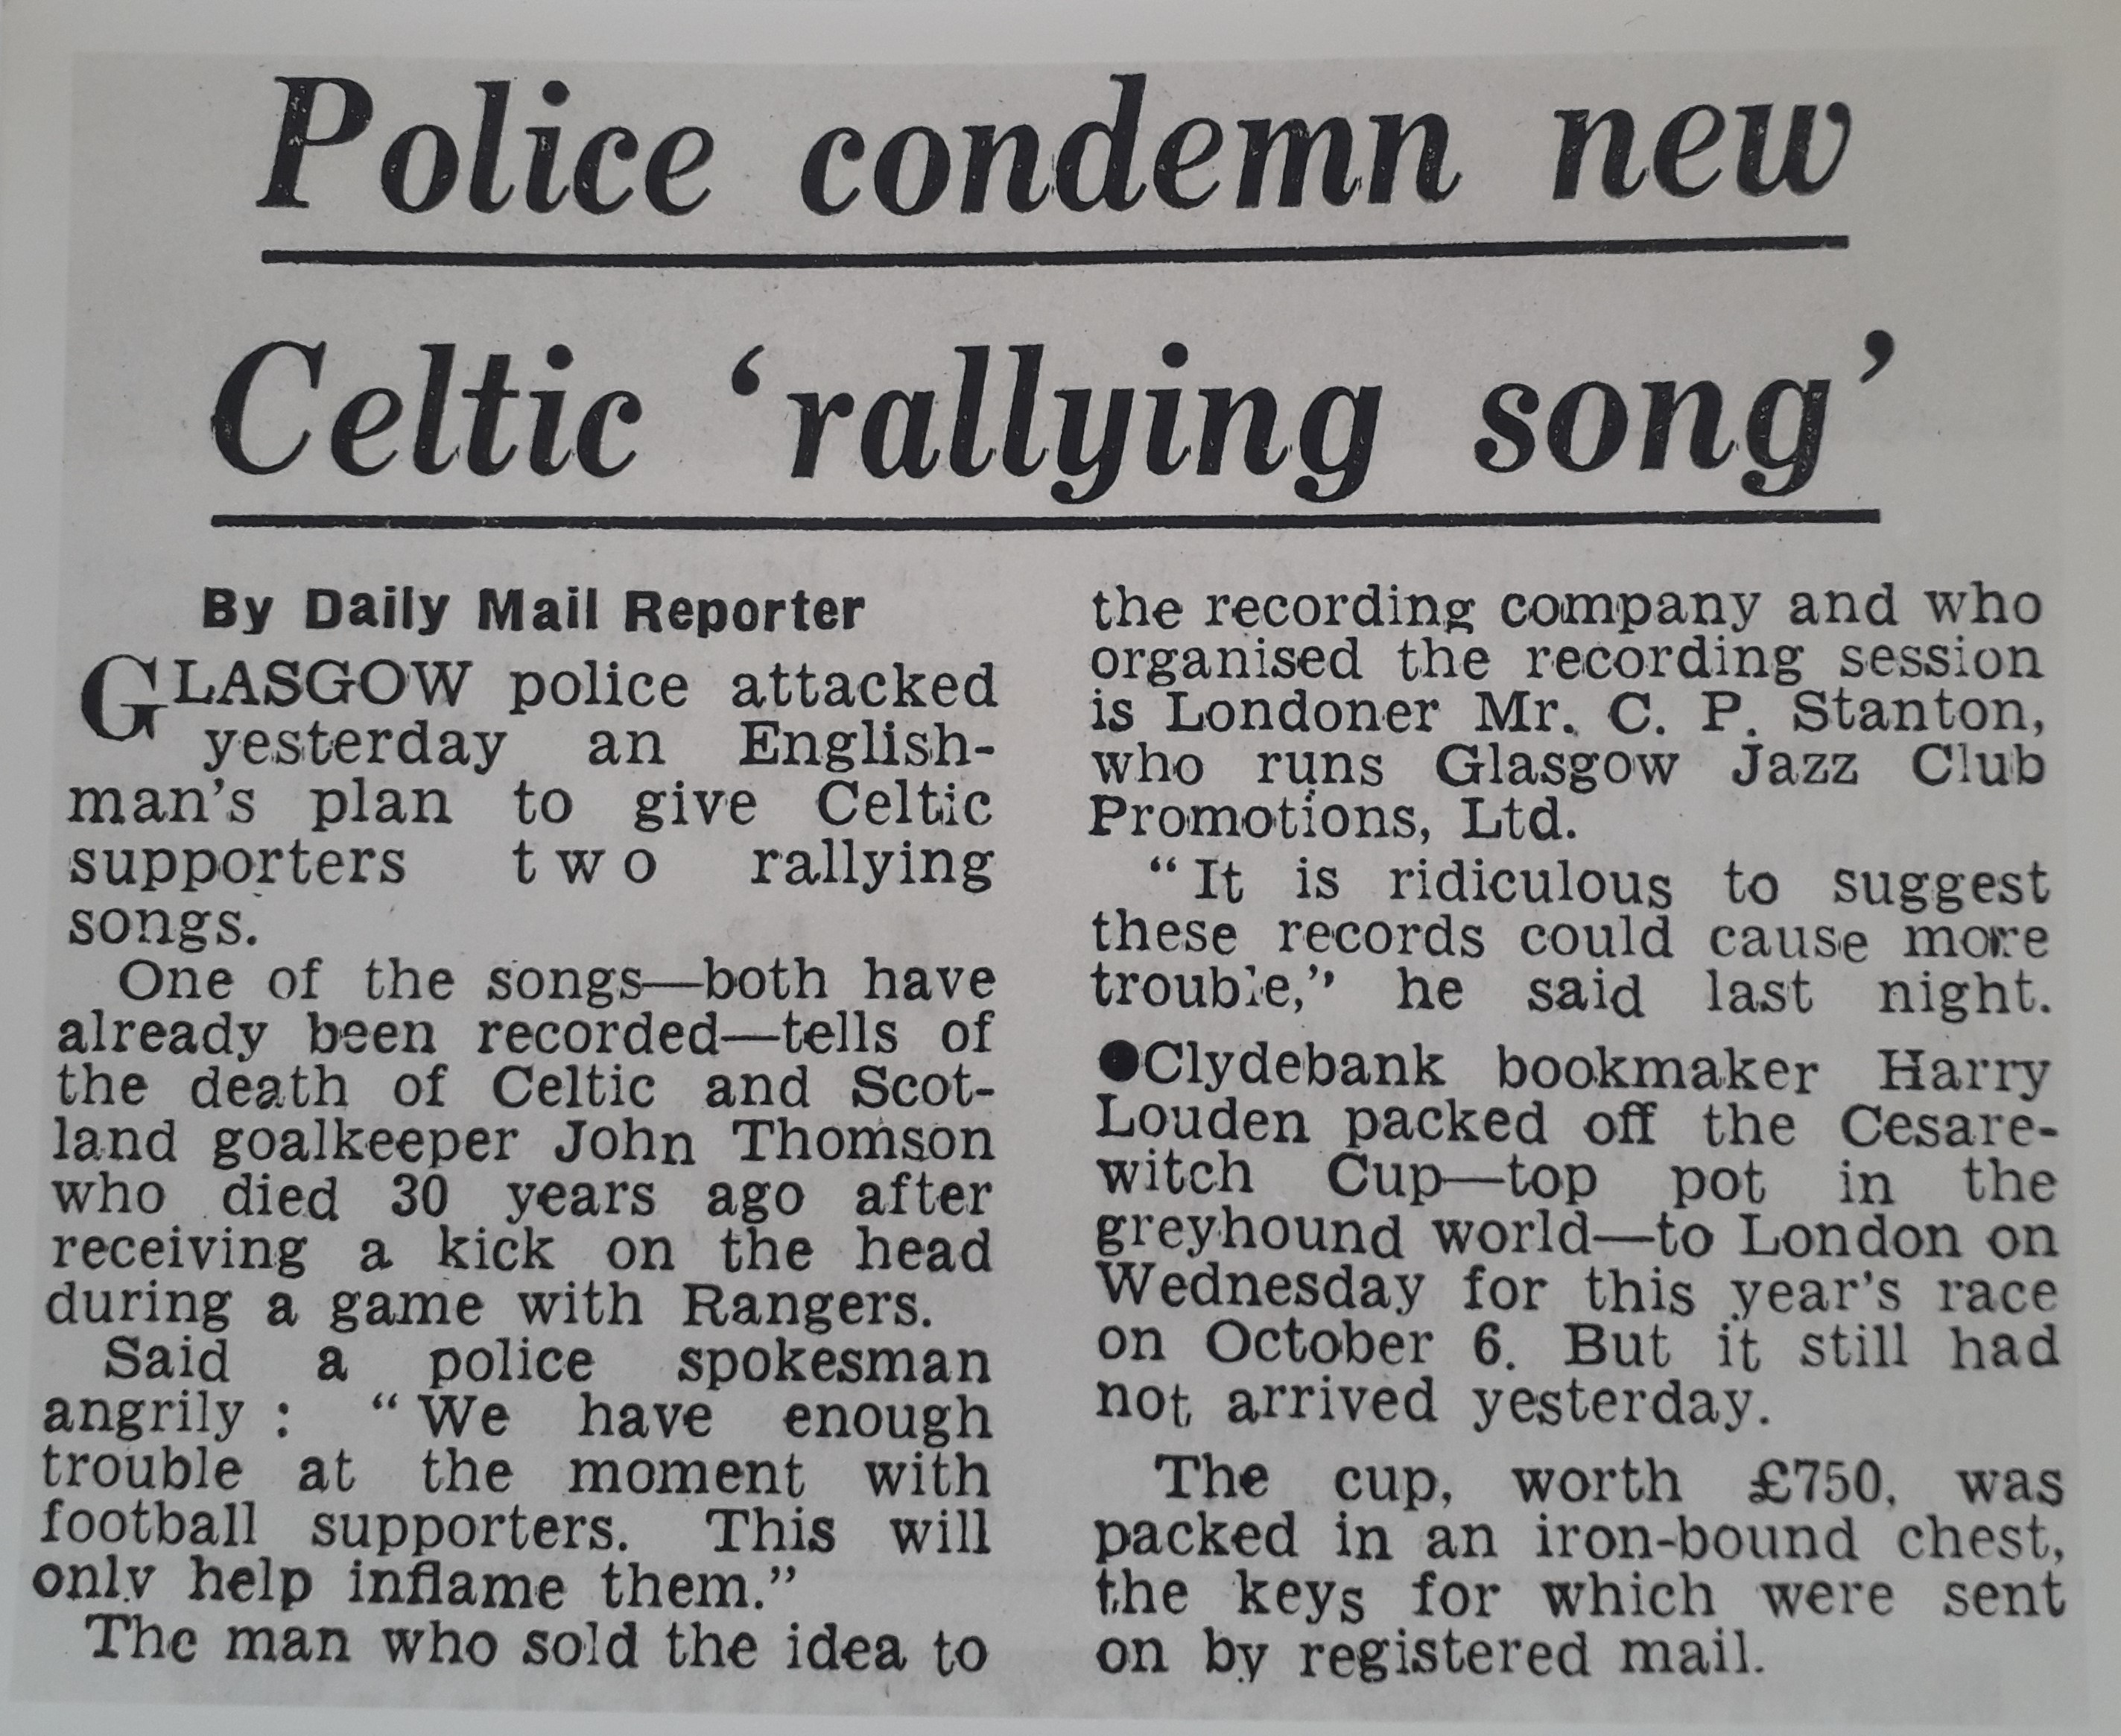 Police condemn new
Celtic ‘rallying song’
By Daily Mail Reporter
GLASGOW police attacked
yesterday an English-
man's plan to give Celtic
supporters two rallying
songs.
One of the songs—both have
already been recorded—tells of
the death of Celtic and Scot-
land goalkeeper John Thomson
who died 30 years ago after
receiving a kick on the head
during a game with Rangers.
Said a police spokesman
angrily : “We have enough
trouble at the moment with
football supporters. This will
only help inflame them.”
The man who sold the idea to
the recording company and who
organised the recording session
is Londoner Mr. C. P. Stanton,
who runs Glasgow Jazz Club
Promotions, Ltd.
“It is ridiculous to suggest
these records could cause more
trouble,” he said last night.
●Clydebank bookmaker Harry
Louden packed off the Cesare-
witch Cup—top pot in the
greyhound world—to London on
Wednesday for this year's race
on October 6. But it still had
not arrived yesterday.
The cup, worth £750, was
packed in an iron-bound chest,
the keys for which were sent
on by registered mail.